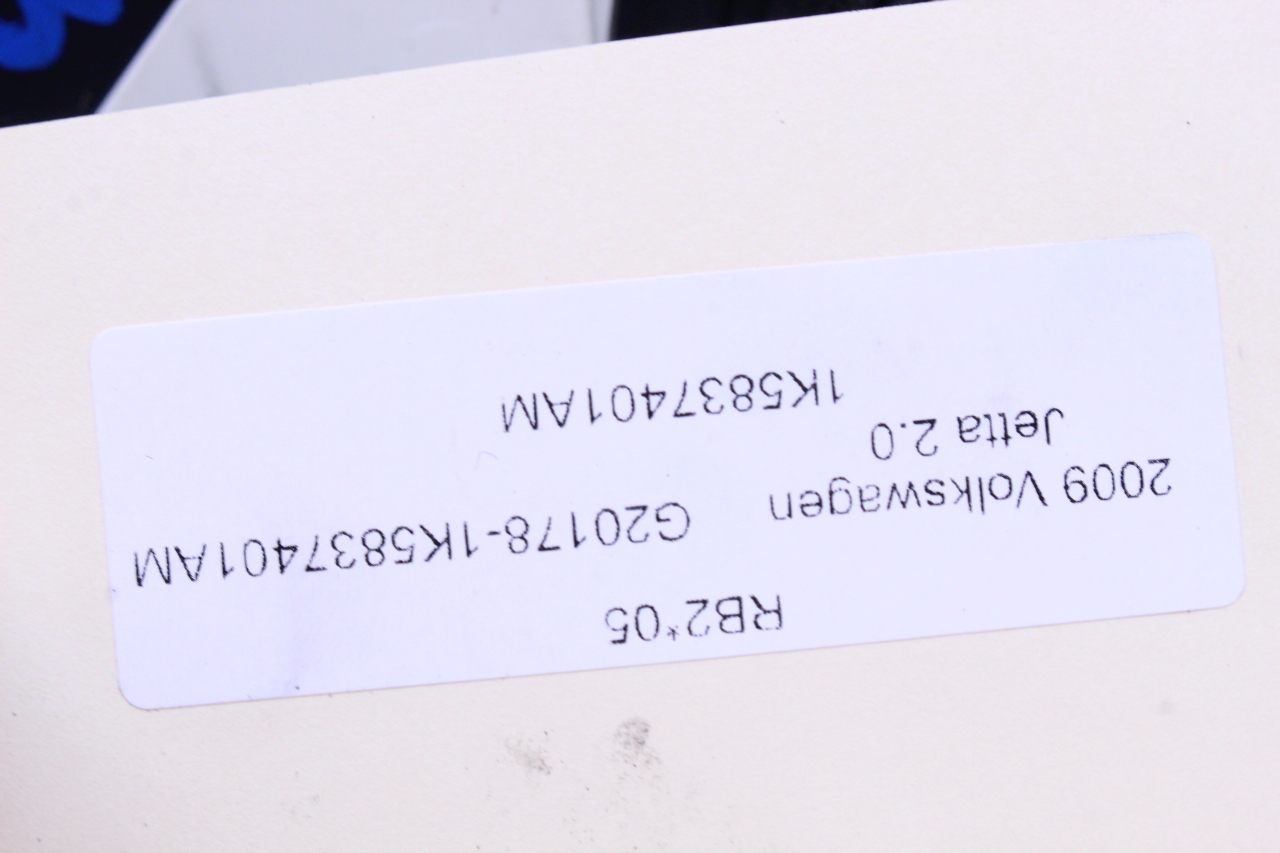 RB2*05
G20178-1K5837401AM
2009 Volkswagen
Jetta 2.0
1K5837401AM